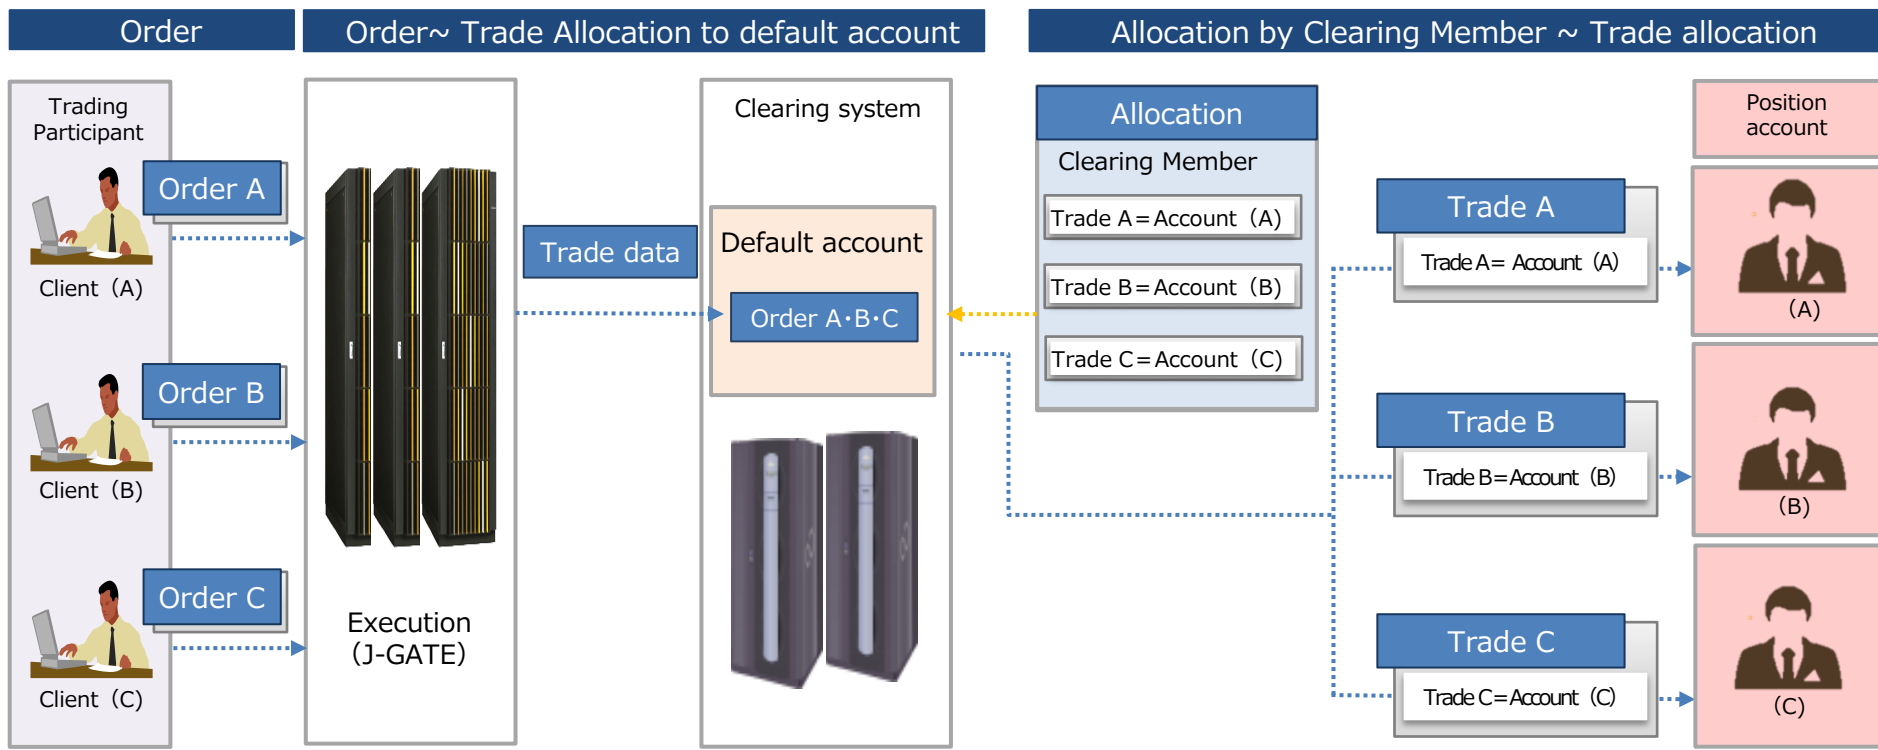 Order
Order~ Trade Allocation to default account
Allocation by Clearing Member ~ Trade allocation
Trading
Participant
Order A
Client (A)
Order B
Client (B)
Order C
Client (C)
Execution
(J-GATE)
Trade data
Clearing system
Default account
Order A・B・C
Allocation
Clearing Member
Trade A=Account (A)
Trade B=Account (B)
Trade C=Account (C)
Trade A
Trade A= Account (A)
Trade B
Trade B=Account (B)
Trade C
Trade C=Account (C)
Position
account
(A)
(B)
(C)